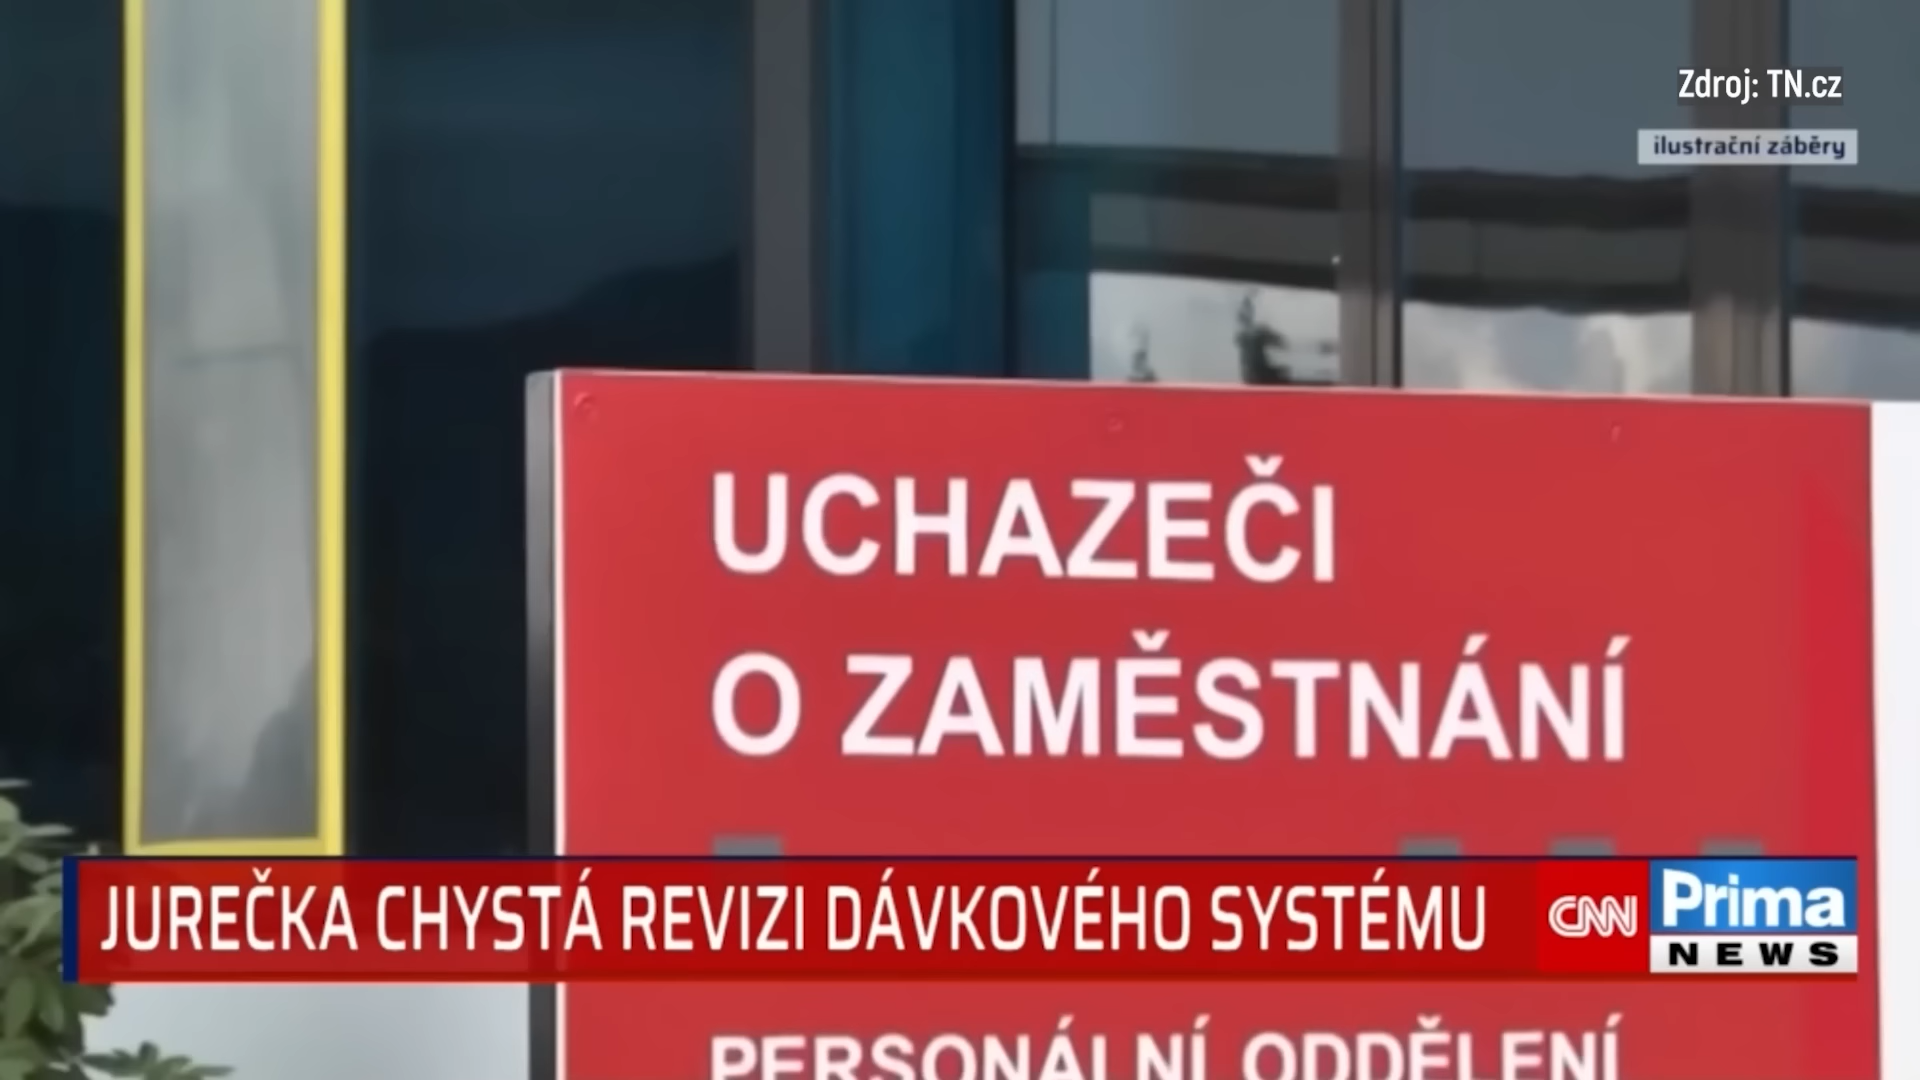 Zdroj: TN.cz
ilustrační záběry
UCHAZEČI
O ZAMĚSTNÁNÍ
JUREČKA CHYSTÁ REVIZI DÁVKOVÉHO SYSTÉMU
CNN Prima
NEWS
PERSONÁLNÍ ODDĚLENÍ